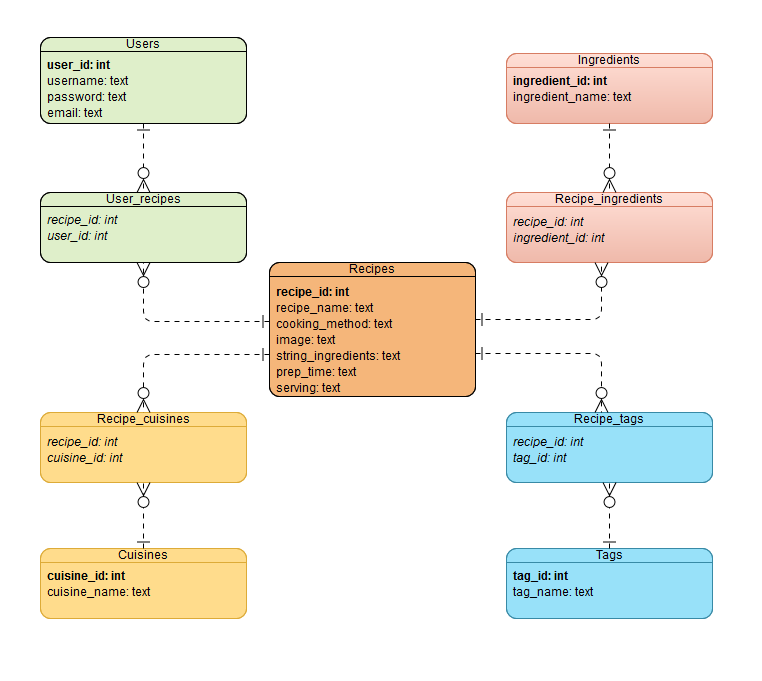 Users
user_id: int
username: text
password: text
email: text
Ingredients
ingredient_id: int
ingredient_name: text
User_recipes
recipe_id: int
user_id: int
Recipe_ingredients
recipe_id: int
ingredient_id: int
Recipes
recipe_id: int
recipe_name: text
cooking_method: text
image: text
string_ingredients: text
prep_time: text
serving: text
Recipe_cuisines
recipe_id: int
cuisine_id: int
Recipe_tags
recipe_id: int
tag_id: int
Cuisines
cuisine_id: int
cuisine_name: text
Tags
tag_id: int
tag_name: text